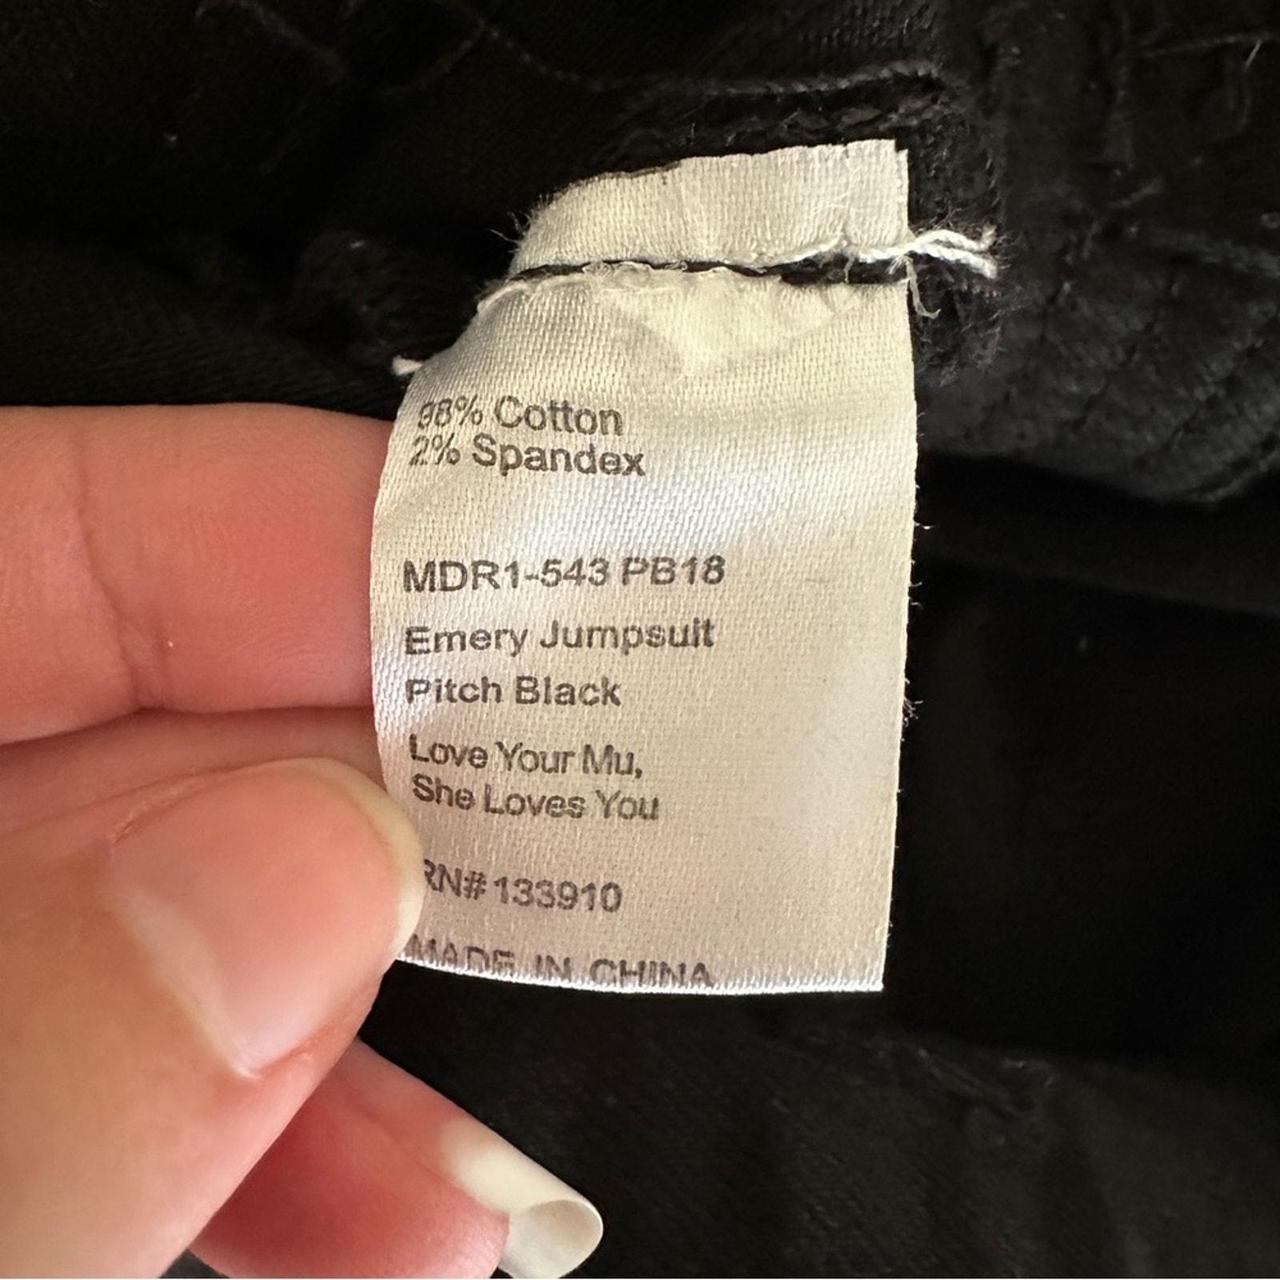 98% Cotton
2% Spandex
MDR1-543 PB18
Emery Jumpsuit
Pitch Black
Love Your Mu,
She Loves You
RN# 133910
MADE IN CHINA